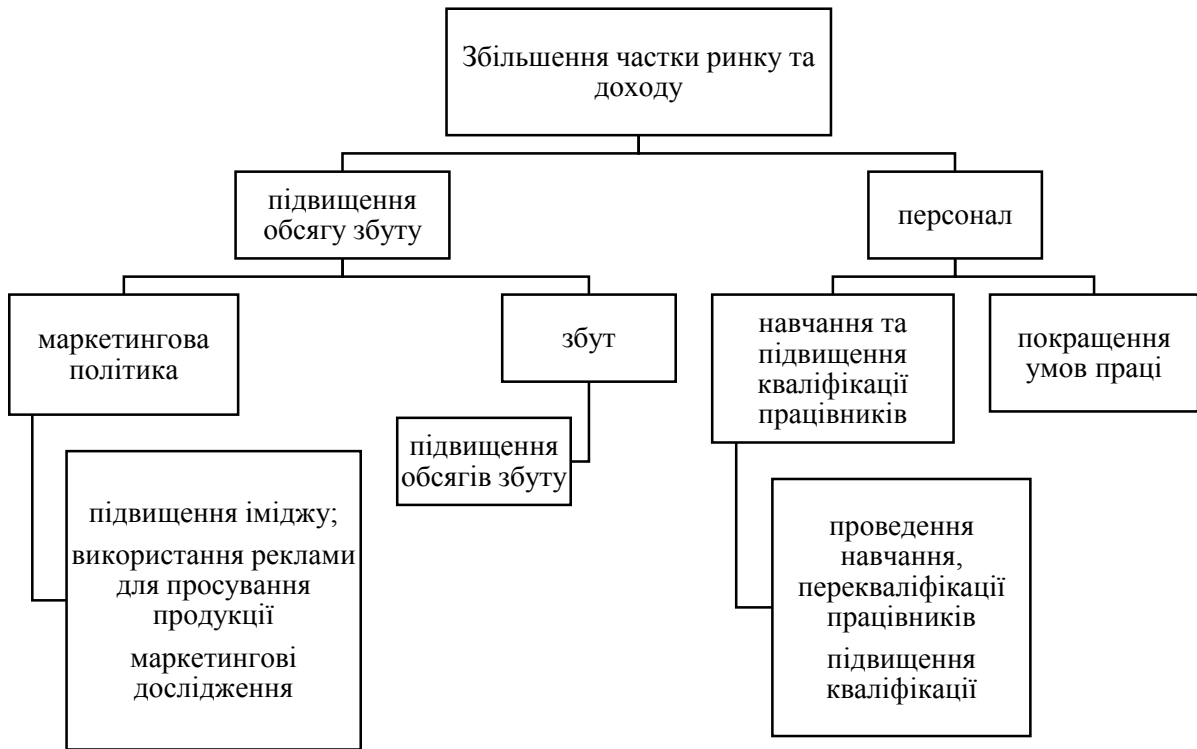 Збільшення частки ринку та
доходу
підвищення
обсягу збуту
персонал
маркетингова
політика
збут
навчання та
підвищення
кваліфікації
працівників
покращення
умов праці
підвищення
обсягів збуту
підвищення іміджу;
використання реклами
для просування
продукції
маркетингові
дослідження
проведення
навчання,
перекваліфікації
працівників
підвищення
кваліфікації